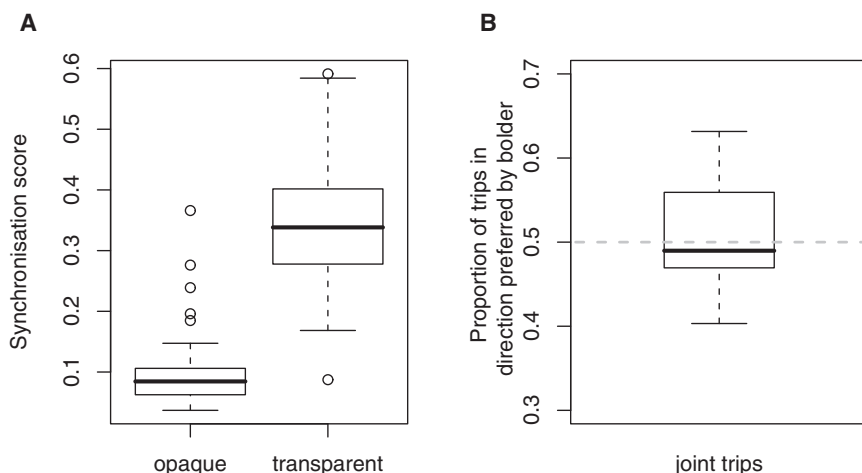 A
Synchronisation score
0.6
0.5
0.4
0.3
0.2
0.1
opaque
transparent
B
Proportion of trips in
direction preferred by bolder
0.7
0.6
0.5
0.4
0.3
joint trips